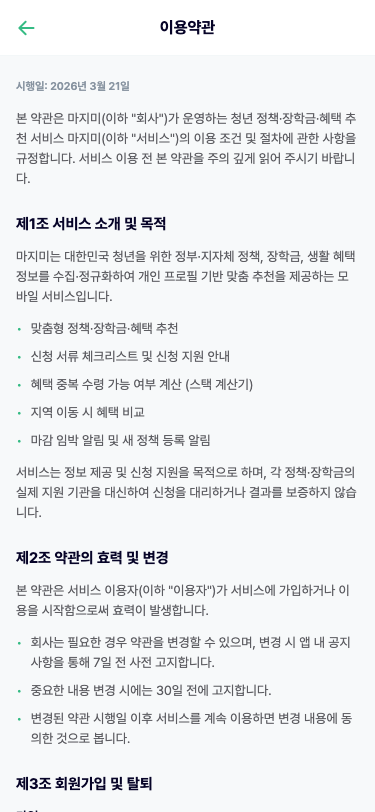 이용약관
시행일: 2026년 3월 21일
본 약관은 마지미(이하 "회사")가 운영하는 청년 정책·장학금·혜택 추
천 서비스 마지미(이하 "서비스")의 이용 조건 및 절차에 관한 사항을
규정합니다. 서비스 이용 전 본 약관을 주의 깊게 읽어 주시기 바랍니
다.
제1조 서비스 소개 및 목적
마지미는 대한민국 청년을 위한 정부·지자체 정책, 장학금, 생활 혜택
정보를 수집·정규화하여 개인 프로필 기반 맞춤 추천을 제공하는 모
바일 서비스입니다.
• 맞춤형 정책·장학금·혜택 추천
• 신청 서류 체크리스트 및 신청 지원 안내
• 혜택 중복 수령 가능 여부 계산 (스택 계산기)
• 지역 이동 시 혜택 비교
• 마감 임박 알림 및 새 정책 등록 알림
서비스는 정보 제공 및 신청 지원을 목적으로 하며, 각 정책·장학금의
실제 지원 기관을 대신하여 신청을 대리하거나 결과를 보증하지 않습
니다.
제2조 약관의 효력 및 변경
본 약관은 서비스 이용자(이하 "이용자")가 서비스에 가입하거나 이
용을 시작함으로써 효력이 발생합니다.
• 회사는 필요한 경우 약관을 변경할 수 있으며, 변경 시 앱 내 공지
사항을 통해 7일 전 사전 고지합니다.
• 중요한 내용 변경 시에는 30일 전에 고지합니다.
• 변경된 약관 시행일 이후 서비스를 계속 이용하면 변경 내용에 동
의한 것으로 봅니다.
제3조 회원가입 및 탈퇴